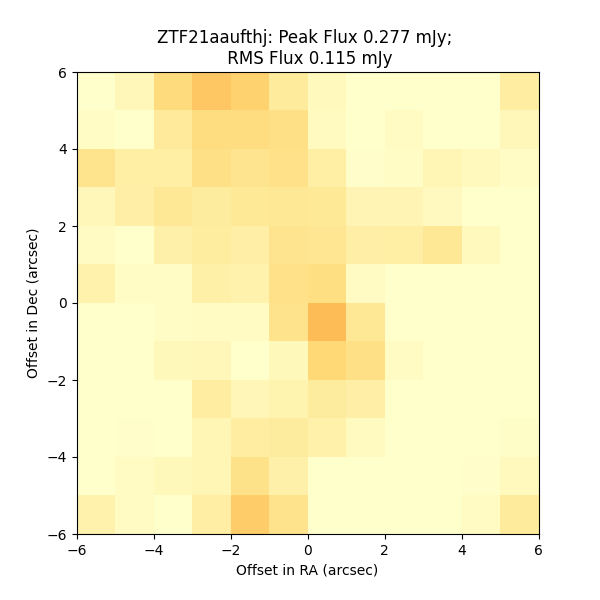 ZTF21aaufthj: Peak Flux 0.277 mJy;
RMS Flux 0.115 mJy
6
4
2
0
−2
−4
−6
Offset in Dec (arcsec)
−6 −4 −2 0 2 4 6
Offset in RA (arcsec)